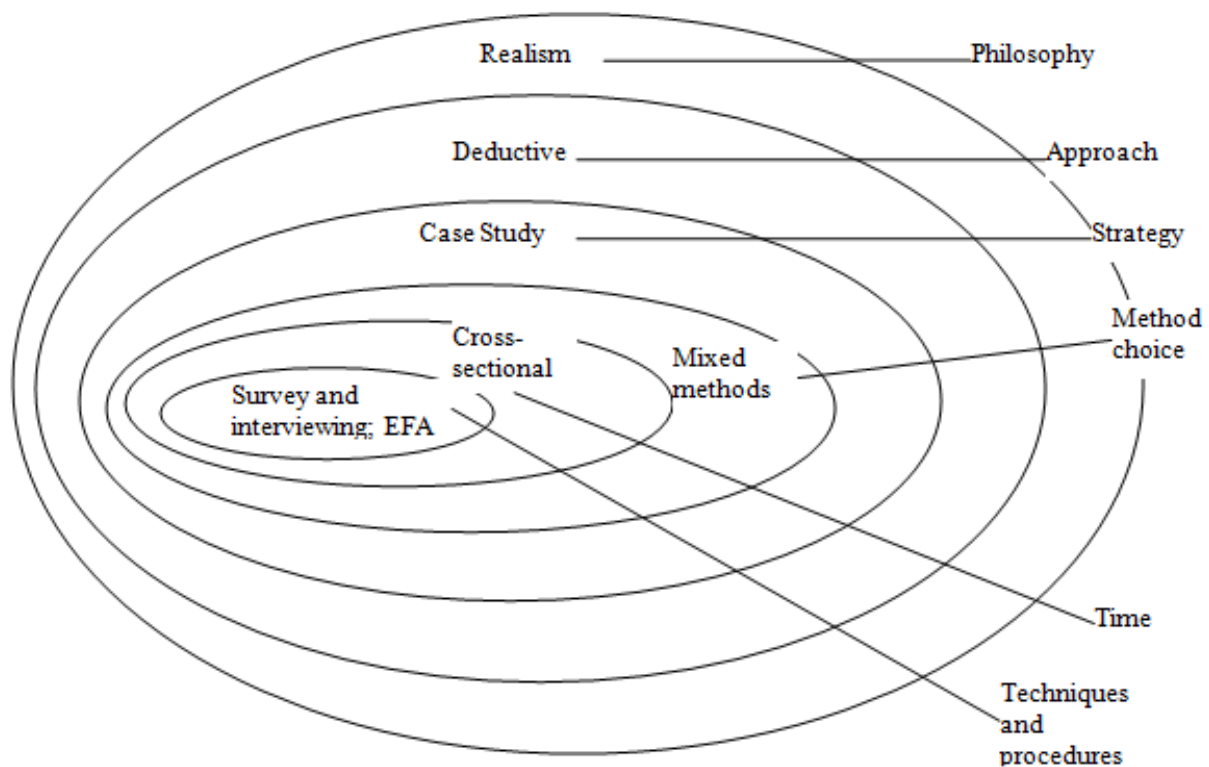 Realism
Philosophy
Deductive
Approach
Case Study
Strategy
Method
choice
Cross-
sectional
Mixed
methods
Survey and
interviewing; EFA
Time
Techniques
and
procedures